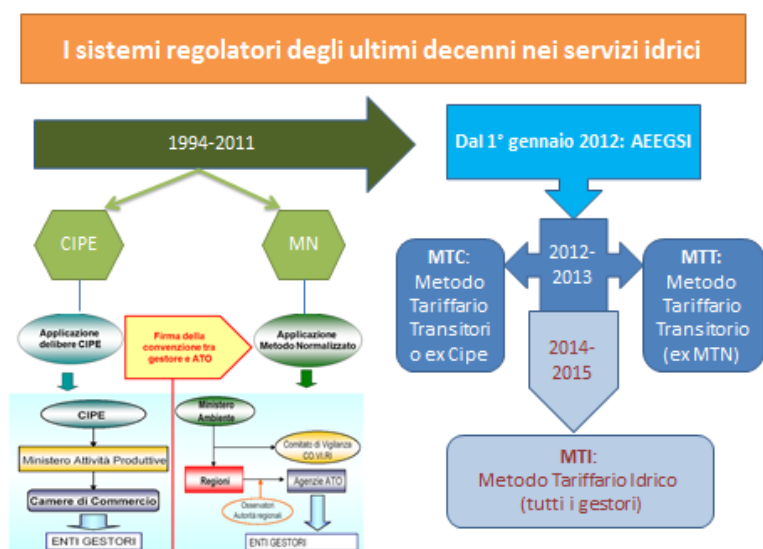 I sistemi regolatori degli ultimi decenni nei servizi idrici
1994-2011
CIPE
MN
Applicazione
delibere CIPE
Firma della
convenzione tra
gestore e ATO
Applicazione
Metodo Normalizzato
CIPE
Ministero Attività Produttive
Camere di Commercio
ENTI GESTORI
Ministero
Ambiente
Comitato di Vigilanza
CO.VI.RI
Regioni
Agenzie ATO
Osservatori
Autorità regionali
ENTI GESTORI
Dal 1° gennaio 2012: AEEGSI
2012-
2013
MTC:
Metodo
Tariffario
Transitori
o ex Cipe
MTT:
Metodo
Tariffario
Transitorio
(ex MTN)
2014-
2015
MTI:
Metodo Tariffario Idrico
(tutti i gestori)